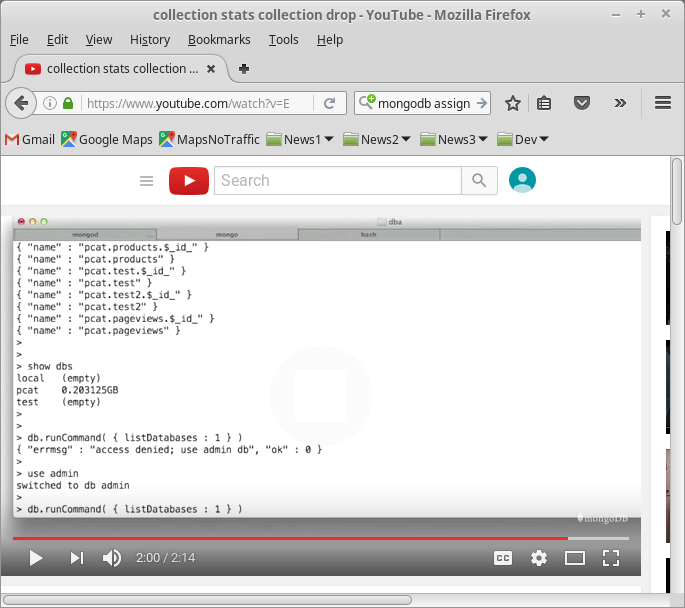 collection stats collection drop - YouTube - Mozilla Firefox
File Edit View History Bookmarks Tools Help
collection stats collection ...
https://www.youtube.com/watch?v=E
mongodb assign
Gmail Google Maps MapsNoTraffic News1 News2 News3 Dev
Search
dba
mongod mongo bash
{ "name" : "pcat.products.$_id_" }
{ "name" : "pcat.products" }
{ "name" : "pcat.test.$_id_" }
{ "name" : "pcat.test" }
{ "name" : "pcat.test2.$_id_" }
{ "name" : "pcat.test2" }
{ "name" : "pcat.pageviews.$_id_" }
{ "name" : "pcat.pageviews" }
>
>
> show dbs
local (empty)
pcat 0.203125GB
test (empty)
>
>
> db.runCommand( { listDatabases : 1 } )
{ "errmsg" : "access denied; use admin db", "ok" : 0 }
>
> use admin
switched to db admin
>
> db.runCommand( { listDatabases : 1 } )
mongoDB
2:00 / 2:14
CC